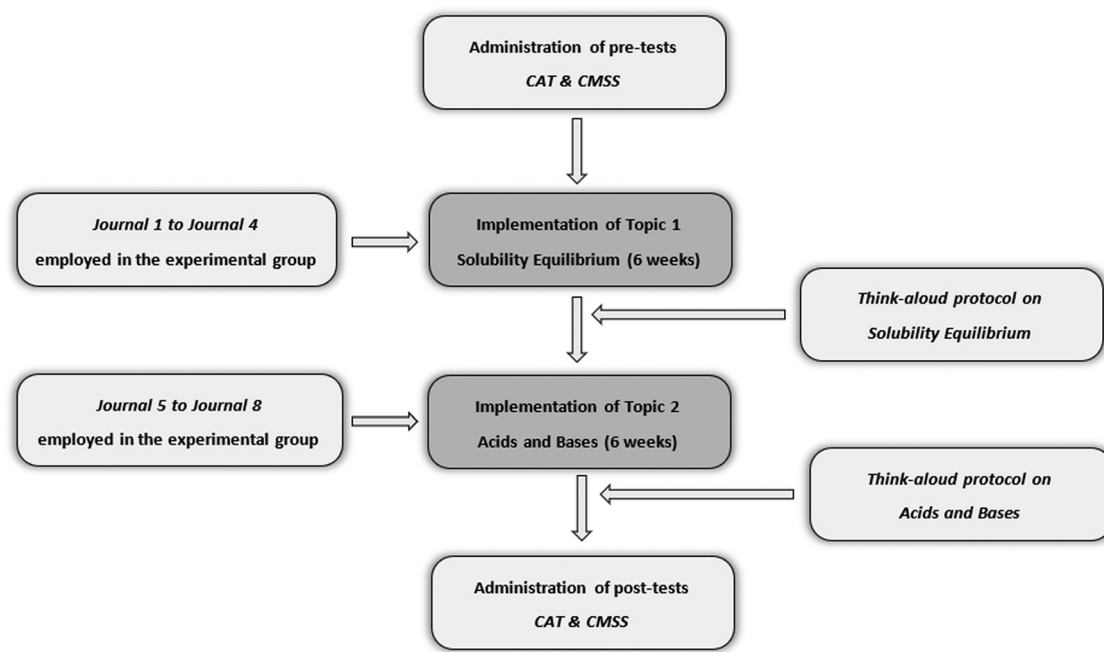 Administration of pre-tests
CAT & CMSS
Journal 1 to Journal 4
employed in the experimental group
Implementation of Topic 1
Solubility Equilibrium (6 weeks)
Think-aloud protocol on
Solubility Equilibrium
Journal 5 to Journal 8
employed in the experimental group
Implementation of Topic 2
Acids and Bases (6 weeks)
Think-aloud protocol on
Acids and Bases
Administration of post-tests
CAT & CMSS